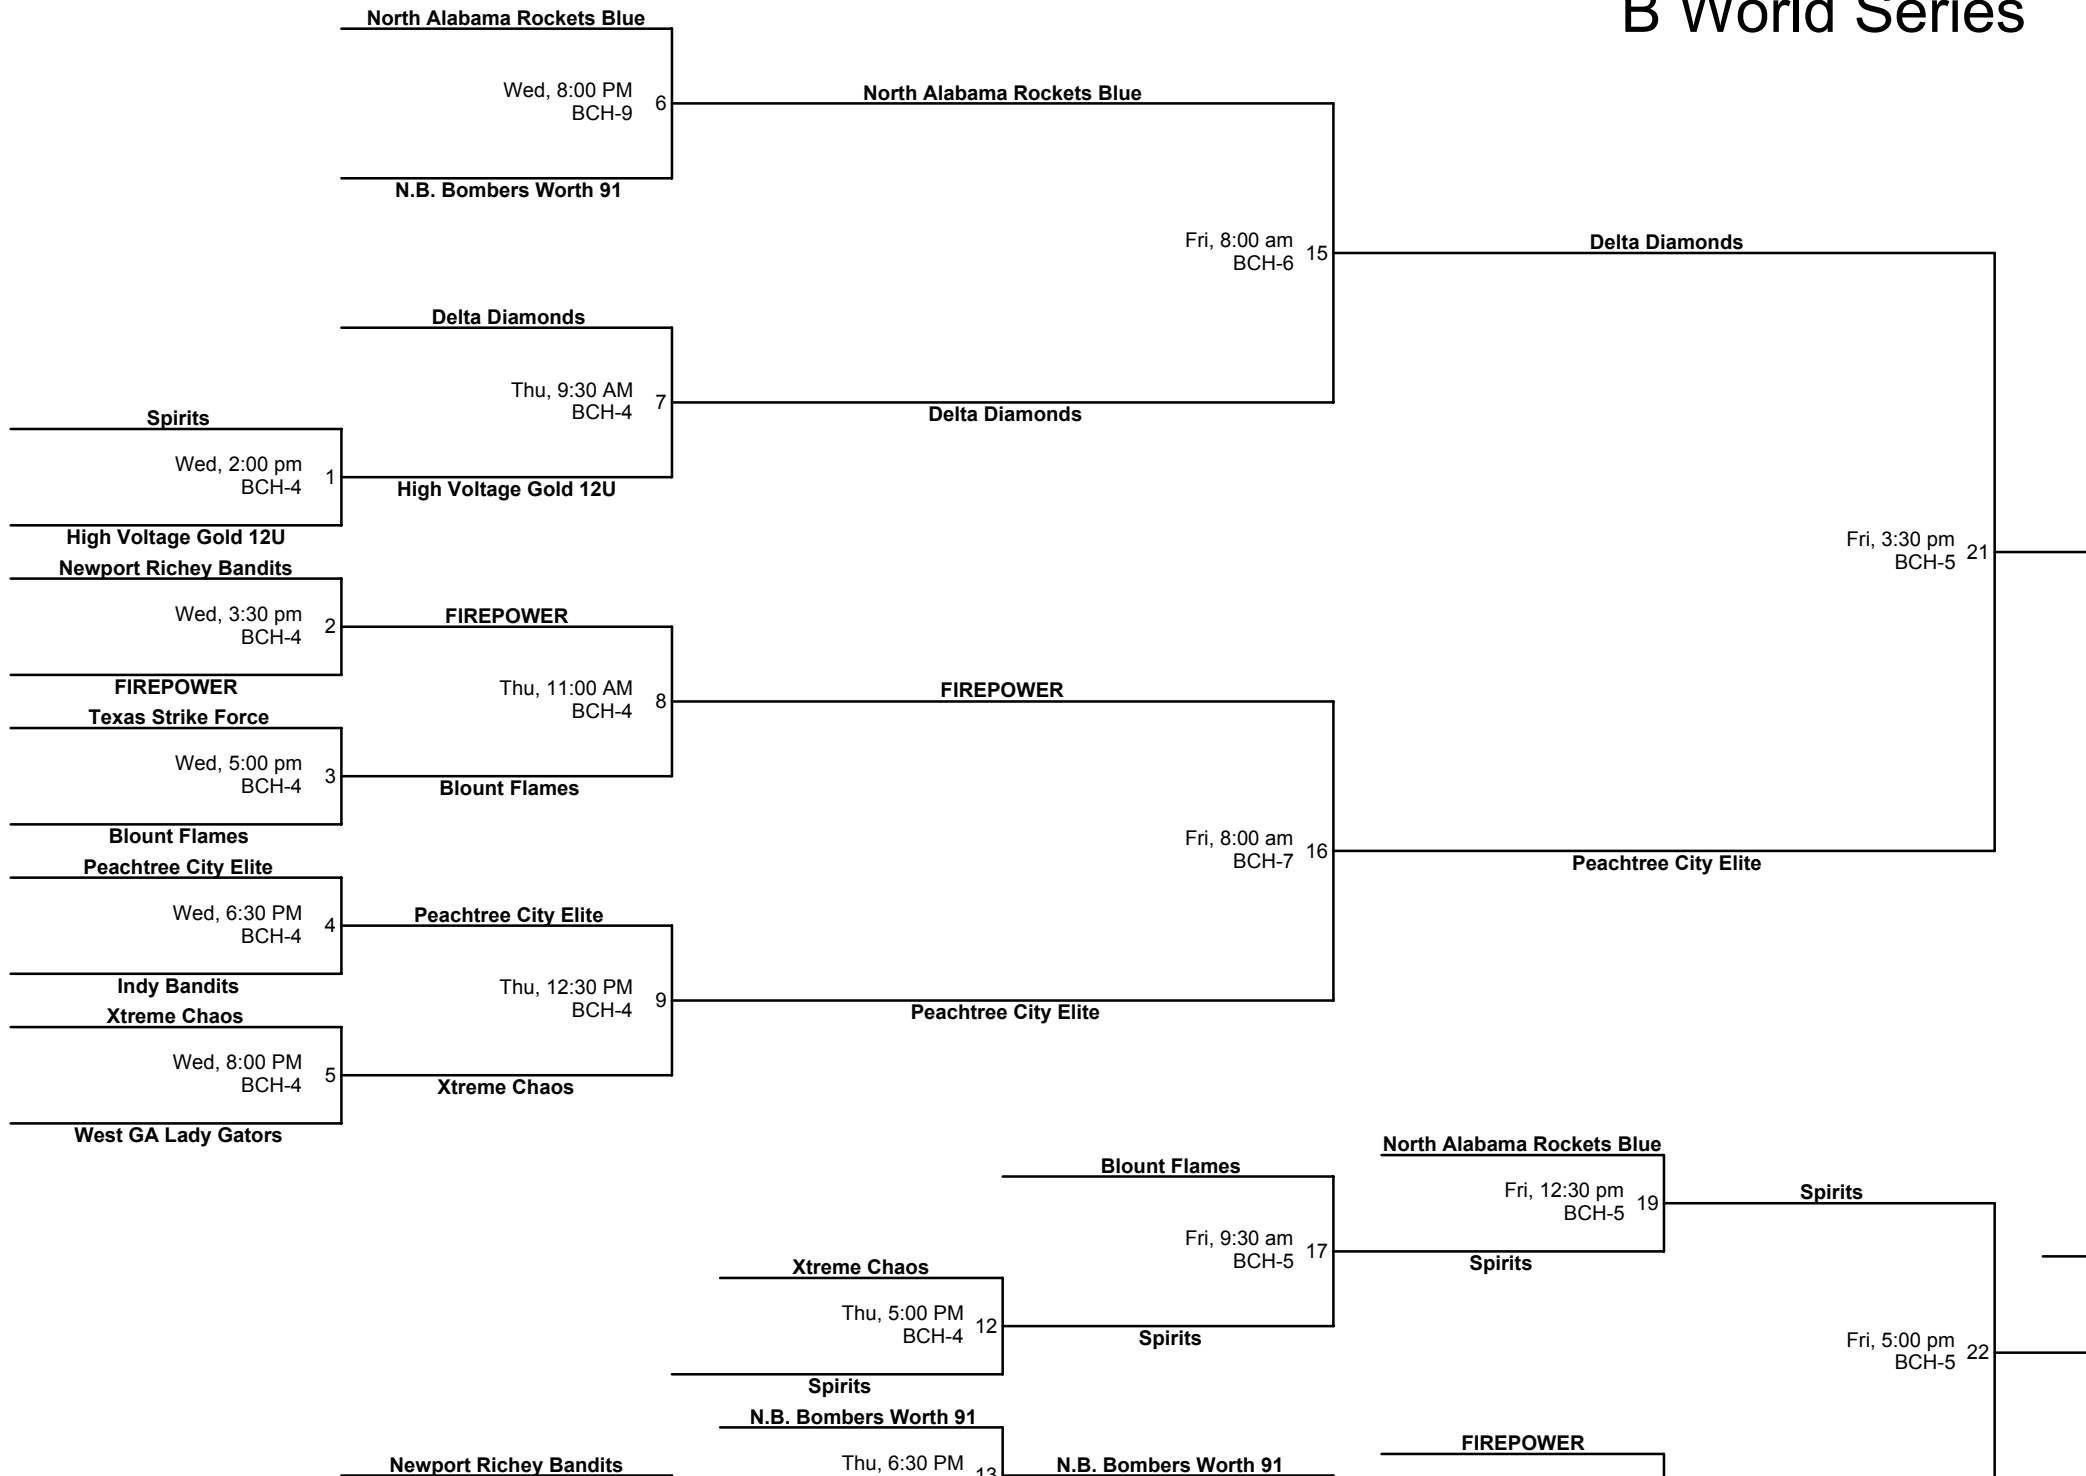 B World Series
North Alabama Rockets Blue
Wed, 8:00 PM
BCH-9
6
North Alabama Rockets Blue
N.B. Bombers Worth 91
Fri, 8:00 am
BCH-6
15
Delta Diamonds
Delta Diamonds
Thu, 9:30 AM
BCH-4
7
Delta Diamonds
Spirits
Wed, 2:00 pm
BCH-4
1
High Voltage Gold 12U
High Voltage Gold 12U
Fri, 3:30 pm
BCH-5
21
Newport Richey Bandits
Wed, 3:30 pm
BCH-4
2
FIREPOWER
FIREPOWER
Thu, 11:00 AM
BCH-4
8
FIREPOWER
Texas Strike Force
Wed, 5:00 pm
BCH-4
3
Blount Flames
Blount Flames
Fri, 8:00 am
BCH-7
16
Peachtree City Elite
Peachtree City Elite
Wed, 6:30 PM
BCH-4
4
Peachtree City Elite
Indy Bandits
Thu, 12:30 PM
BCH-4
9
Peachtree City Elite
Xtreme Chaos
Wed, 8:00 PM
BCH-4
5
Xtreme Chaos
West GA Lady Gators
North Alabama Rockets Blue
Blount Flames
Fri, 12:30 pm
BCH-5
19
Spirits
Fri, 9:30 am
BCH-5
17
Spirits
Xtreme Chaos
Thu, 5:00 PM
BCH-4
12
Spirits
Fri, 5:00 pm
BCH-5
22
Spirits
N.B. Bombers Worth 91
FIREPOWER
Newport Richey Bandits
Thu, 6:30 PM
13
N.B. Bombers Worth 91